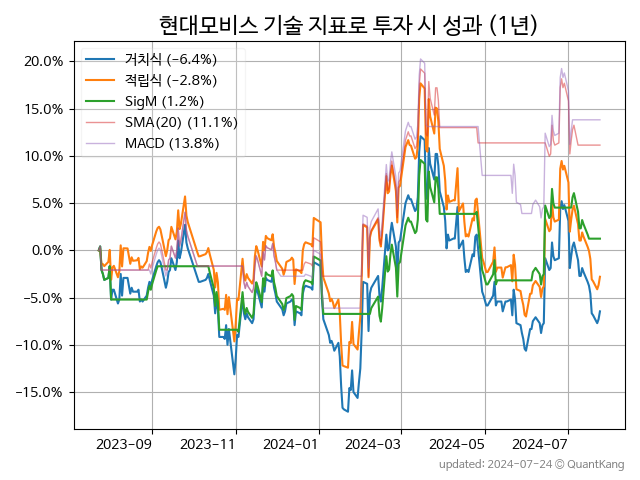 현대모비스 기술 지표로 투자 시 성과 (1년)
거치식 (−6.4%)
적립식 (−2.8%)
SigM (1.2%)
SMA(20) (11.1%)
MACD (13.8%)
20.0%
15.0%
10.0%
5.0%
0.0%
−5.0%
−10.0%
−15.0%
2023-09 2023-11 2024-01 2024-03 2024-05 2024-07
updated: 2024-07-24 © QuantKang